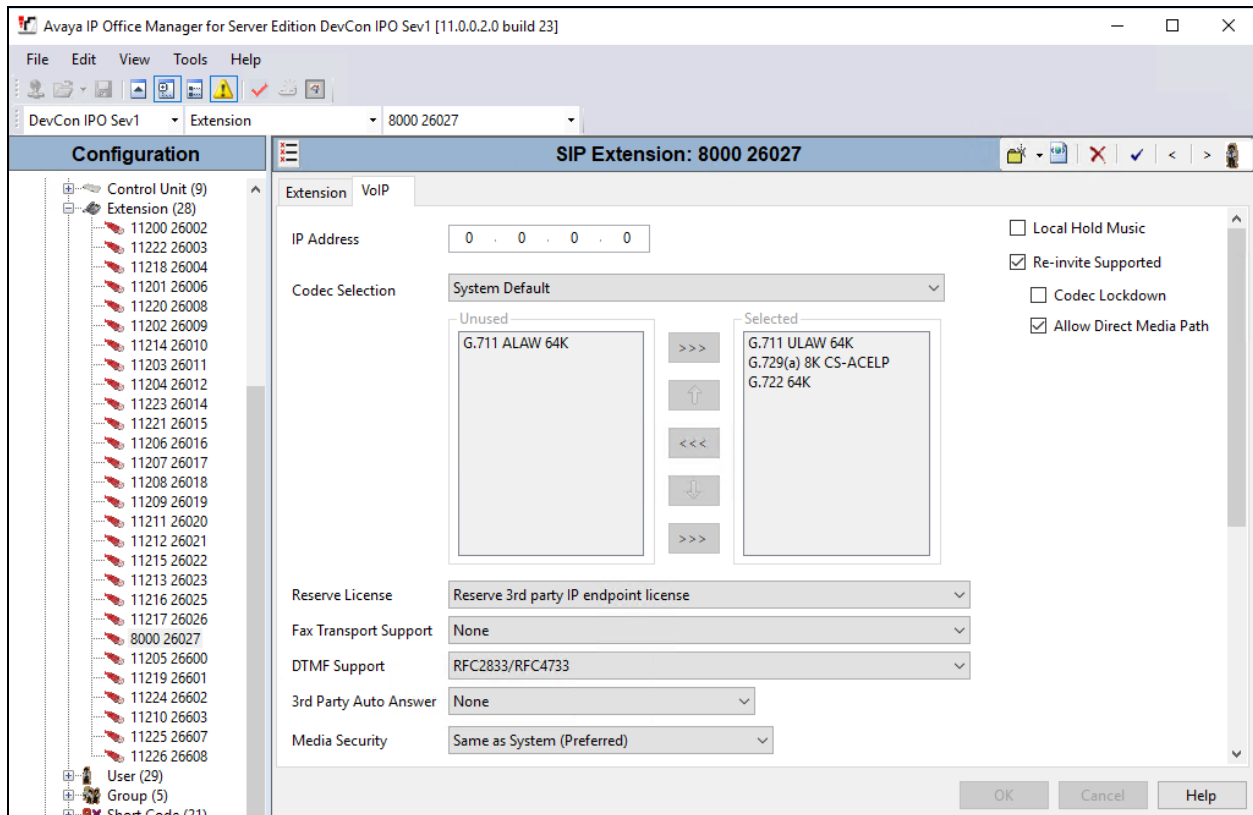 Avaya IP Office Manager for Server Edition DevCon IPO Sev1 [11.0.0.2.0 build 23]
File Edit View Tools Help
DevCon IPO Sev1 Extension 8000 26027
Configuration
Control Unit (9)
Extension (28)
11200 26002
11222 26003
11218 26004
11201 26006
11220 26008
11202 26009
11214 26010
11203 26011
11204 26012
11223 26014
11221 26015
11206 26016
11207 26017
11208 26018
11209 26019
11211 26020
11212 26021
11215 26022
11213 26023
11216 26025
11217 26026
8000 26027
11205 26600
11219 26601
11224 26602
11210 26603
11225 26607
11226 26608
User (29)
Group (5)
Short Code (21)
SIP Extension: 8000 26027
Extension VoIP
IP Address 0 . 0 . 0 . 0
Codec Selection System Default
Unused
G.711 ALAW 64K
>>>
<<<
>>>
Selected
G.711 ULAW 64K
G.729(a) 8K CS-ACELP
G.722 64K
Reserve License Reserve 3rd party IP endpoint license
Fax Transport Support None
DTMF Support RFC2833/RFC4733
3rd Party Auto Answer None
Media Security Same as System (Preferred)
Local Hold Music
Re-invite Supported
Codec Lockdown
Allow Direct Media Path
OK Cancel Help